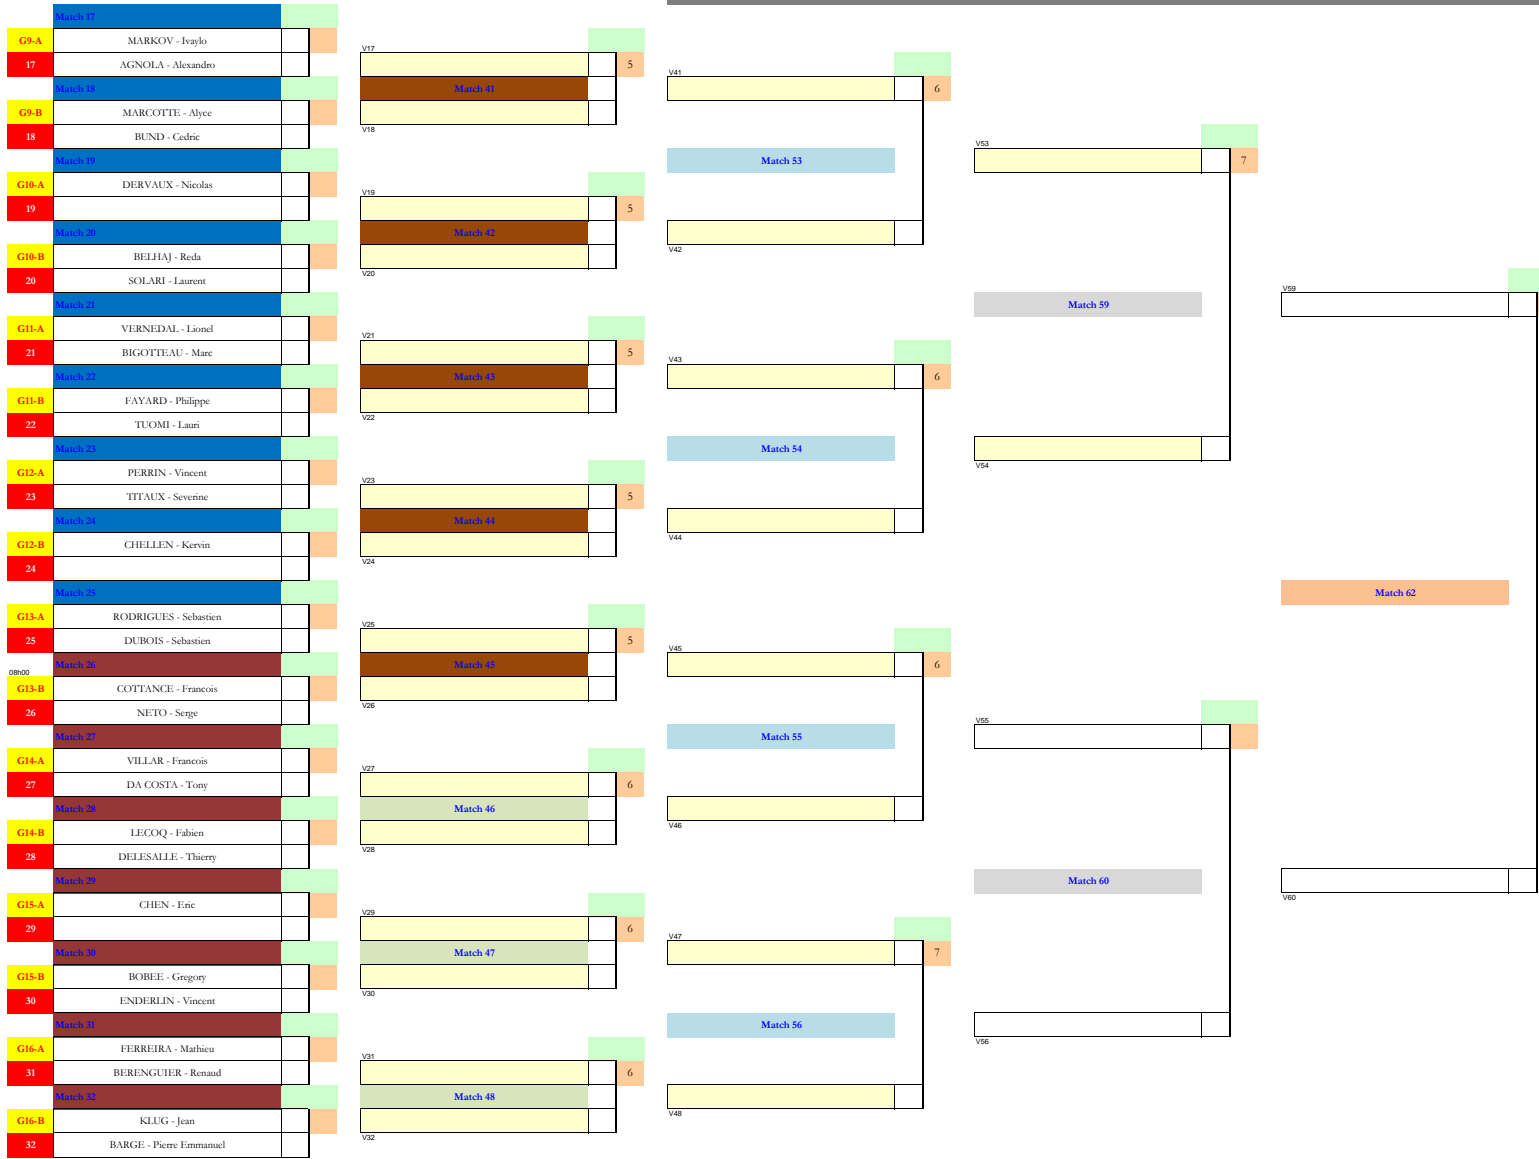 Match 17
G9-A MARKOV - Ivaylo
17 AGNOLA - Alexandro
Match 18
G9-B MARCOTTE - Alyce
18 BUND - Cedric
Match 19
G10-A DERVAUX - Nicolas
19
Match 20
G10-B BELHAJ - Reda
20 SOLARI - Laurent
Match 21
G11-A VERNEDAL - Lionel
21 BIGOTTEAU - Marc
Match 22
G11-B FAYARD - Philippe
22 TUOMI - Lauri
Match 23
G12-A PERRIN - Vincent
23 TITAUX - Severine
Match 24
G12-B CHELLEN - Kervin
24
Match 25
G13-A RODRIGUES - Sebastien
25 DUBOIS - Sebastien
08h00 Match 26
G13-B COTTANCE - Francois
26 NETO - Serge
Match 27
G14-A VILLAR - Francois
27 DA COSTA - Tony
Match 28
G14-B LECOQ - Fabien
28 DELESALLE - Thierry
Match 29
G15-A CHEN - Eric
29
Match 30
G15-B BOBEE - Gregory
30 ENDERLIN - Vincent
Match 31
G16-A FERREIRA - Mathieu
31 BERENGUIER - Renaud
Match 32
G16-B KLUG - Jean
32 BARGE - Pierre Emmanuel
V17
5
Match 41
V18
V19
5
Match 42
V20
V21
5
Match 43
V22
V23
5
Match 44
V24
V25
5
Match 45
V26
V27
6
Match 46
V28
V29
6
Match 47
V30
V31
6
Match 48
V32
V41
6
Match 53
V42
V43
6
Match 54
V44
V45
6
Match 55
V46
V47
7
Match 56
V48
V53
7
Match 59
V54
V55
Match 60
V56
V59
Match 62
V60